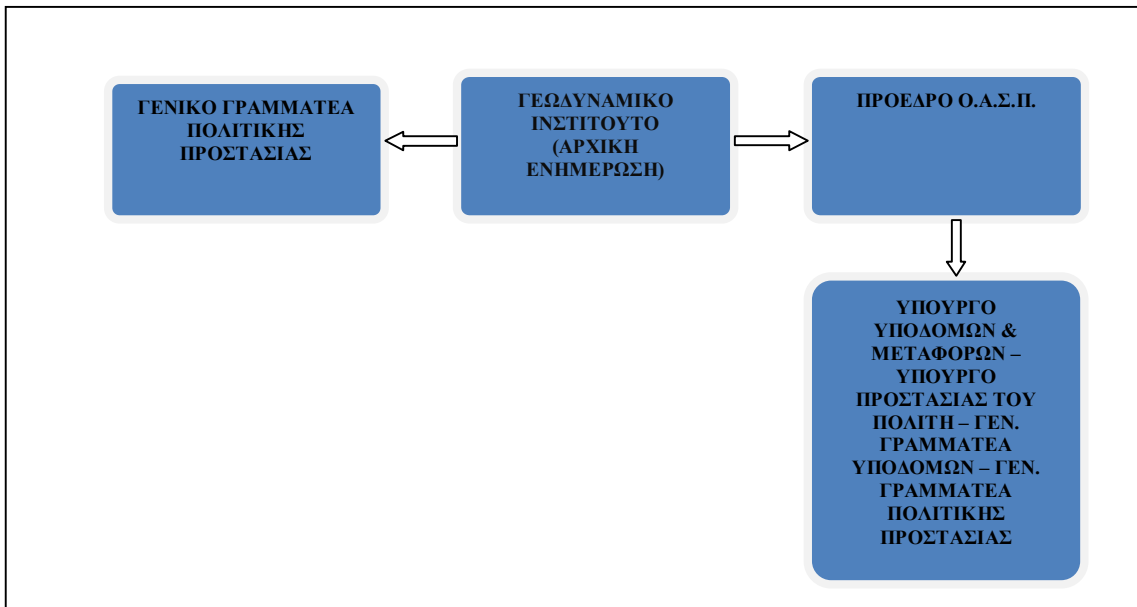 ΓΕΝΙΚΟ ΓΡΑΜΜΑΤΕΑ
ΠΟΛΙΤΙΚΗΣ
ΠΡΟΣΤΑΣΙΑΣ
ΓΕΩΔΥΝΑΜΙΚΟ
ΙΝΣΤΙΤΟΥΤΟ
(ΑΡΧΙΚΗ
ΕΝΗΜΕΡΩΣΗ)
ΠΡΟΕΔΡΟ Ο.Α.Σ.Π.
ΥΠΟΥΡΓΟ
ΥΠΟΔΟΜΩΝ &
ΜΕΤΑΦΟΡΩΝ –
ΥΠΟΥΡΓΟ
ΠΡΟΣΤΑΣΙΑΣ ΤΟΥ
ΠΟΛΙΤΗ – ΓΕΝ.
ΓΡΑΜΜΑΤΕΑ
ΥΠΟΔΟΜΩΝ – ΓΕΝ.
ΓΡΑΜΜΑΤΕΑ
ΠΟΛΙΤΙΚΗΣ
ΠΡΟΣΤΑΣΙΑΣ